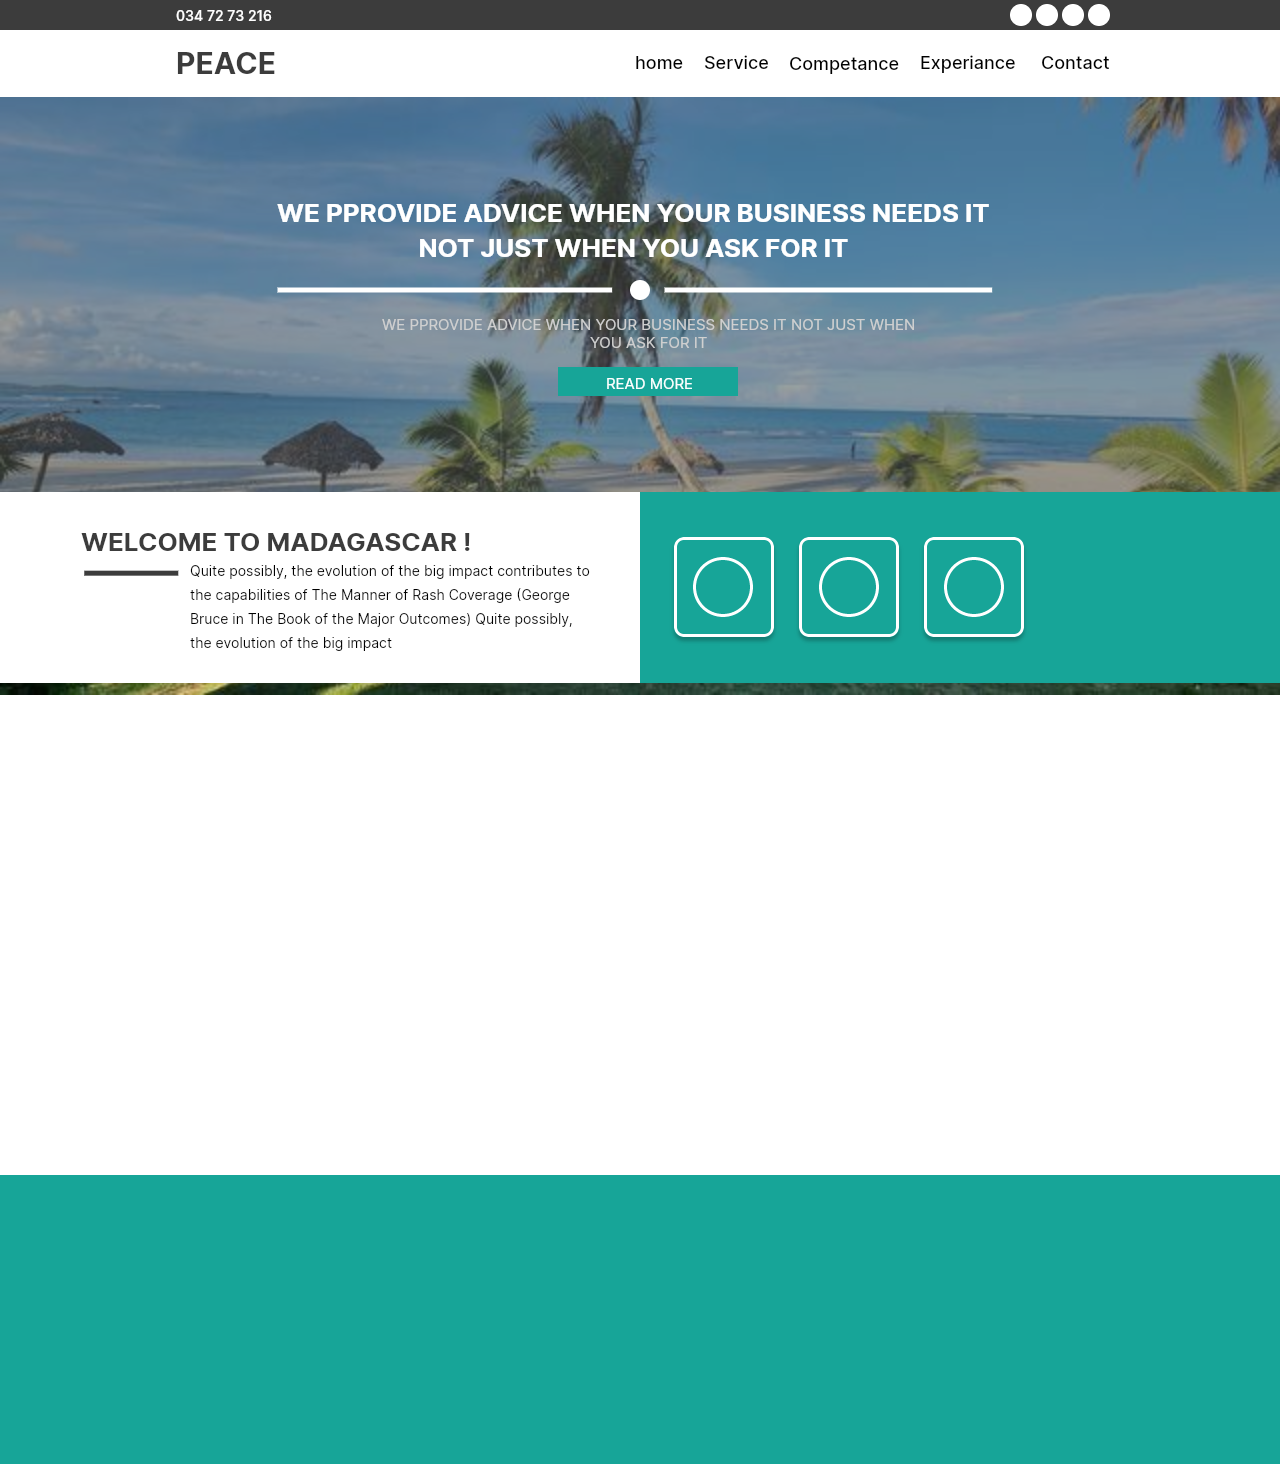 034 72 73 216
PEACE
home Service Competance Experiance Contact
WE PPROVIDE ADVICE WHEN YOUR BUSINESS NEEDS IT
NOT JUST WHEN YOU ASK FOR IT
WE PPROVIDE ADVICE WHEN YOUR BUSINESS NEEDS IT NOT JUST WHEN
YOU ASK FOR IT
READ MORE
WELCOME TO MADAGASCAR !
Quite possibly, the evolution of the big impact contributes to
the capabilities of The Manner of Rash Coverage (George
Bruce in The Book of the Major Outcomes) Quite possibly,
the evolution of the big impact